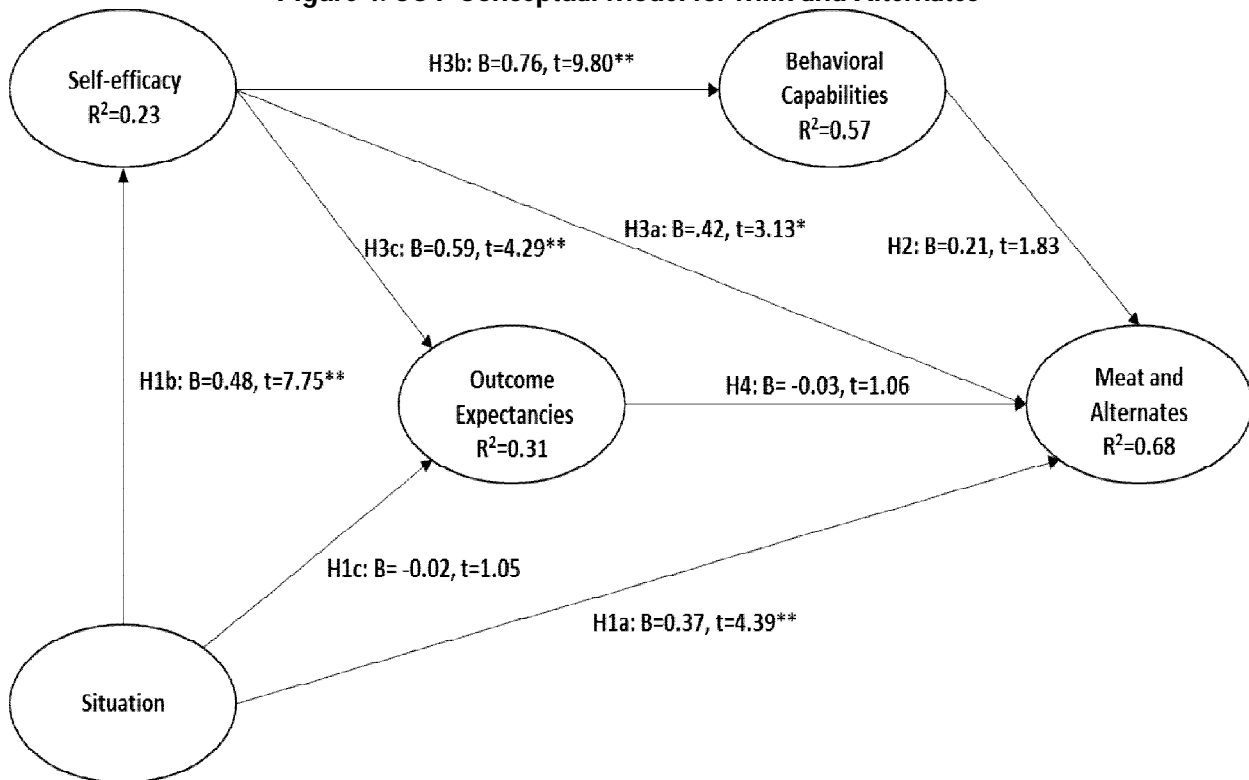 Self-efficacy
R²=0.23
H3b: B=0.76, t=9.80**
Behavioral
Capabilities
R²=0.57
H3a: B=.42, t=3.13*
H3c: B=0.59, t=4.29**
H2: B=0.21, t=1.83
H1b: B=0.48, t=7.75**
Outcome
Expectancies
R²=0.31
H4: B= -0.03, t=1.06
Meat and
Alternates
R²=0.68
H1c: B= -0.02, t=1.05
H1a: B=0.37, t=4.39**
Situation